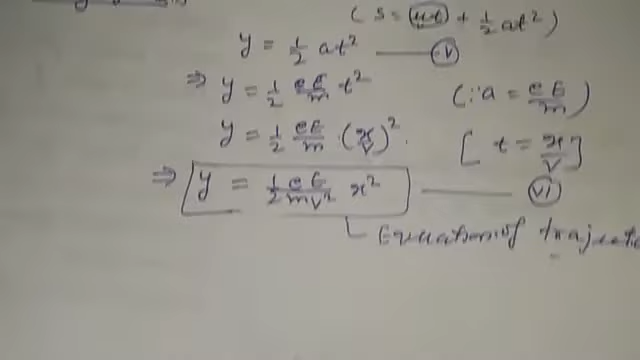 (s = ut + 1/2 at²)
y = 1/2 at² —— (v)
⇒ y = 1/2 eE/m t² (∵ a = eE/m)
y = 1/2 eE/m · (x/v)². [t = x/v]
⇒ y = 1/2 eE/mv² x² —— (vi)
Equation of